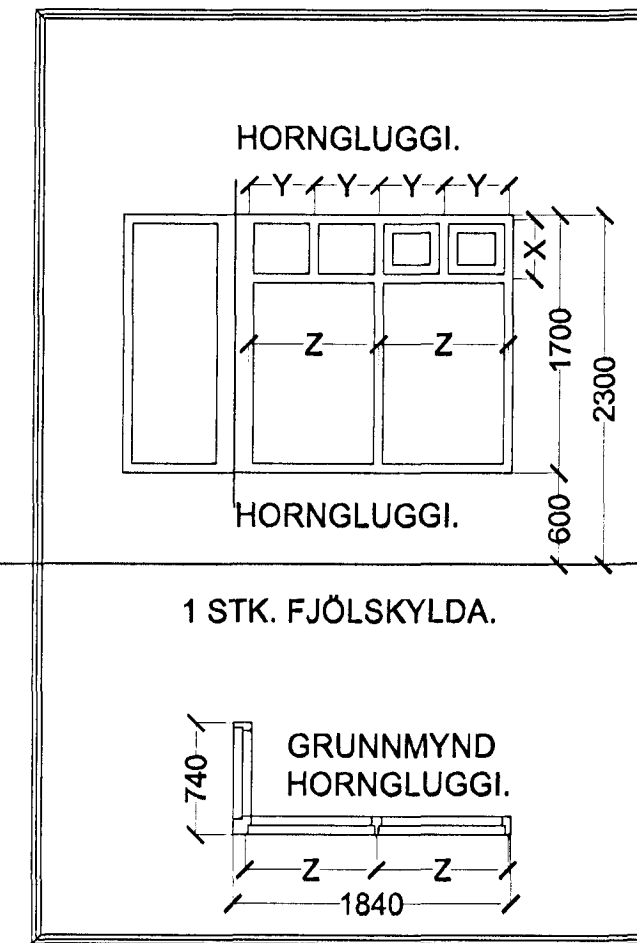 HORNGLUGGI.
Y Y Y Y
X
Z Z
1700
2300
600
HORNGLUGGI.
1 STK. FJÖLSKYLDA.
740
GRUNNMYND
HORNGLUGGI.
Z Z
1840